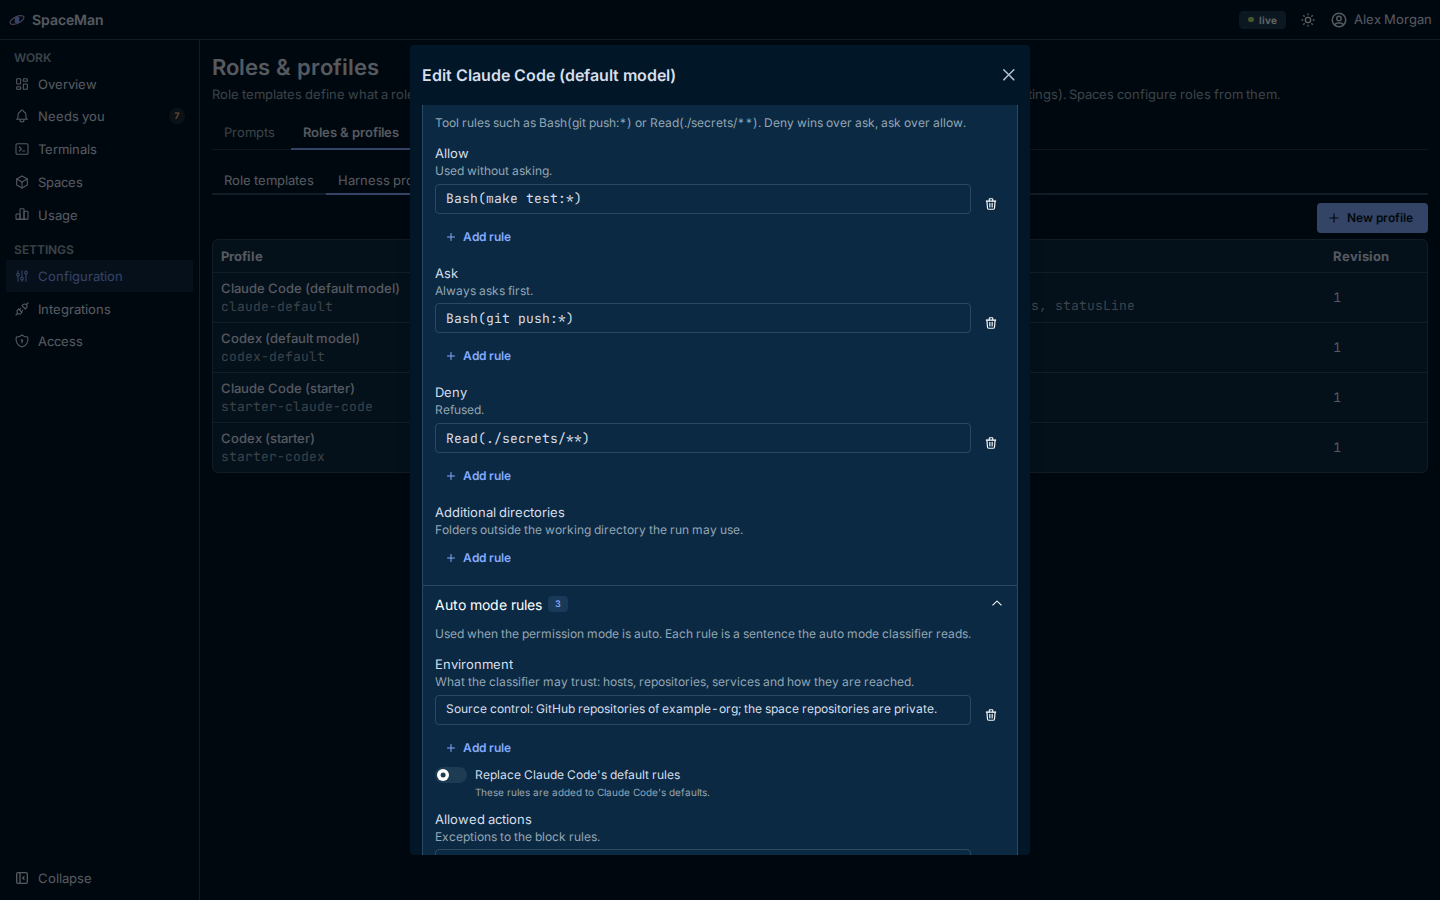 SpaceMan
live
Alex Morgan
WORK
Overview
Needs you
7
Terminals
Spaces
Usage
SETTINGS
Configuration
Integrations
Access
Collapse
Roles & profiles
Role templates define what a role
tings). Spaces configure roles from them.
Prompts
Roles & profiles
Role templates
Harness pro
New profile
Profile
Revision
Claude Code (default model)
claude-default
s, statusLine
1
Codex (default model)
codex-default
1
Claude Code (starter)
starter-claude-code
1
Codex (starter)
starter-codex
1
Edit Claude Code (default model)
Tool rules such as Bash(git push:*) or Read(./secrets/**). Deny wins over ask, ask over allow.
Allow
Used without asking.
Bash(make test:*)
Add rule
Ask
Always asks first.
Bash(git push:*)
Add rule
Deny
Refused.
Read(./secrets/**)
Add rule
Additional directories
Folders outside the working directory the run may use.
Add rule
Auto mode rules 3
Used when the permission mode is auto. Each rule is a sentence the auto mode classifier reads.
Environment
What the classifier may trust: hosts, repositories, services and how they are reached.
Source control: GitHub repositories of example-org; the space repositories are private.
Add rule
Replace Claude Code's default rules
These rules are added to Claude Code's defaults.
Allowed actions
Exceptions to the block rules.